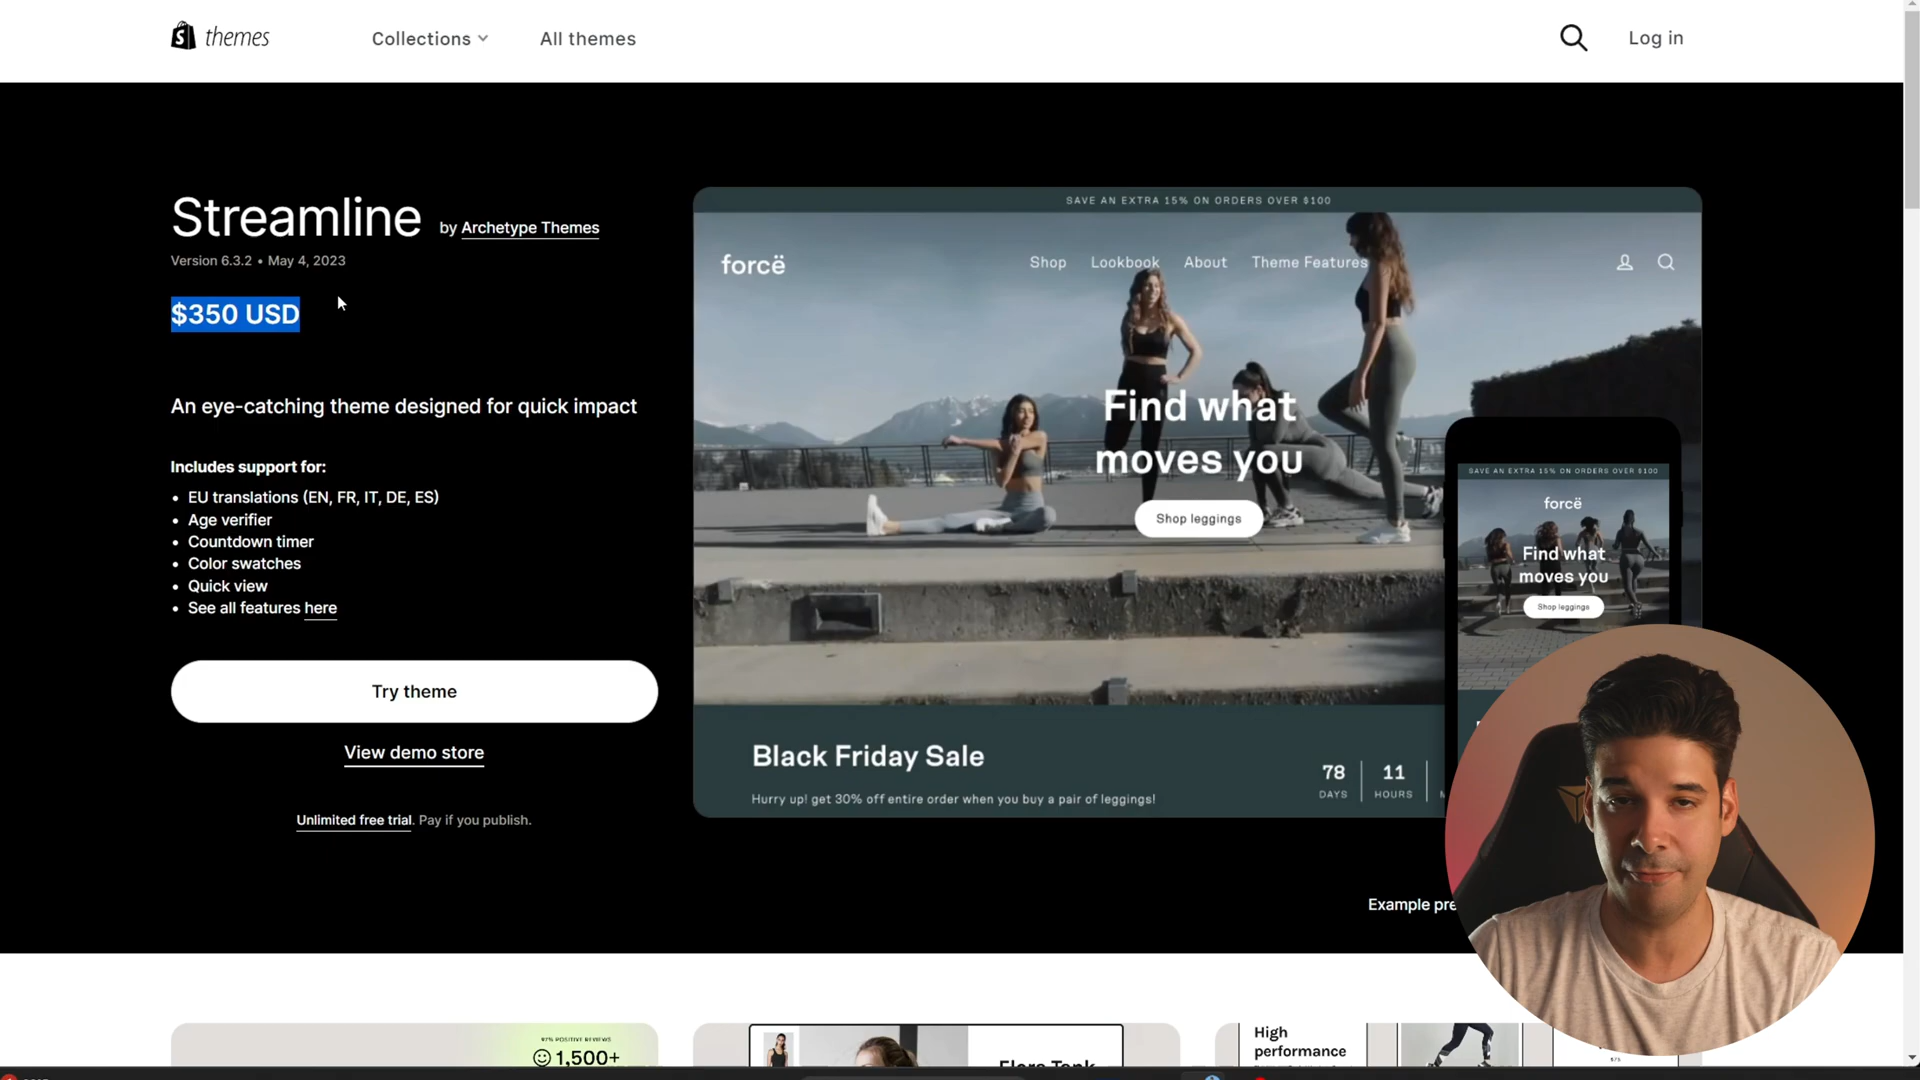 themes
Collections
All themes
Log in
Streamline by Archetype Themes
Version 6.3.2 • May 4, 2023
$350 USD
An eye-catching theme designed for quick impact
Includes support for:
• EU translations (EN, FR, IT, DE, ES)
• Age verifier
• Countdown timer
• Color swatches
• Quick view
• See all features here
Try theme
View demo store
Unlimited free trial. Pay if you publish.
SAVE AN EXTRA 15% ON ORDERS OVER $100
forcë
Shop
Lookbook
About
Theme Features
Find what
moves you
Shop leggings
Black Friday Sale
Hurry up! get 30% off entire order when you buy a pair of leggings!
78
DAYS
11
HOURS
SAVE AN EXTRA 15% ON ORDERS OVER $100
forcë
Find what
moves you
Shop leggings
Example
97% POSITIVE REVIEWS
1,500+
High
performance